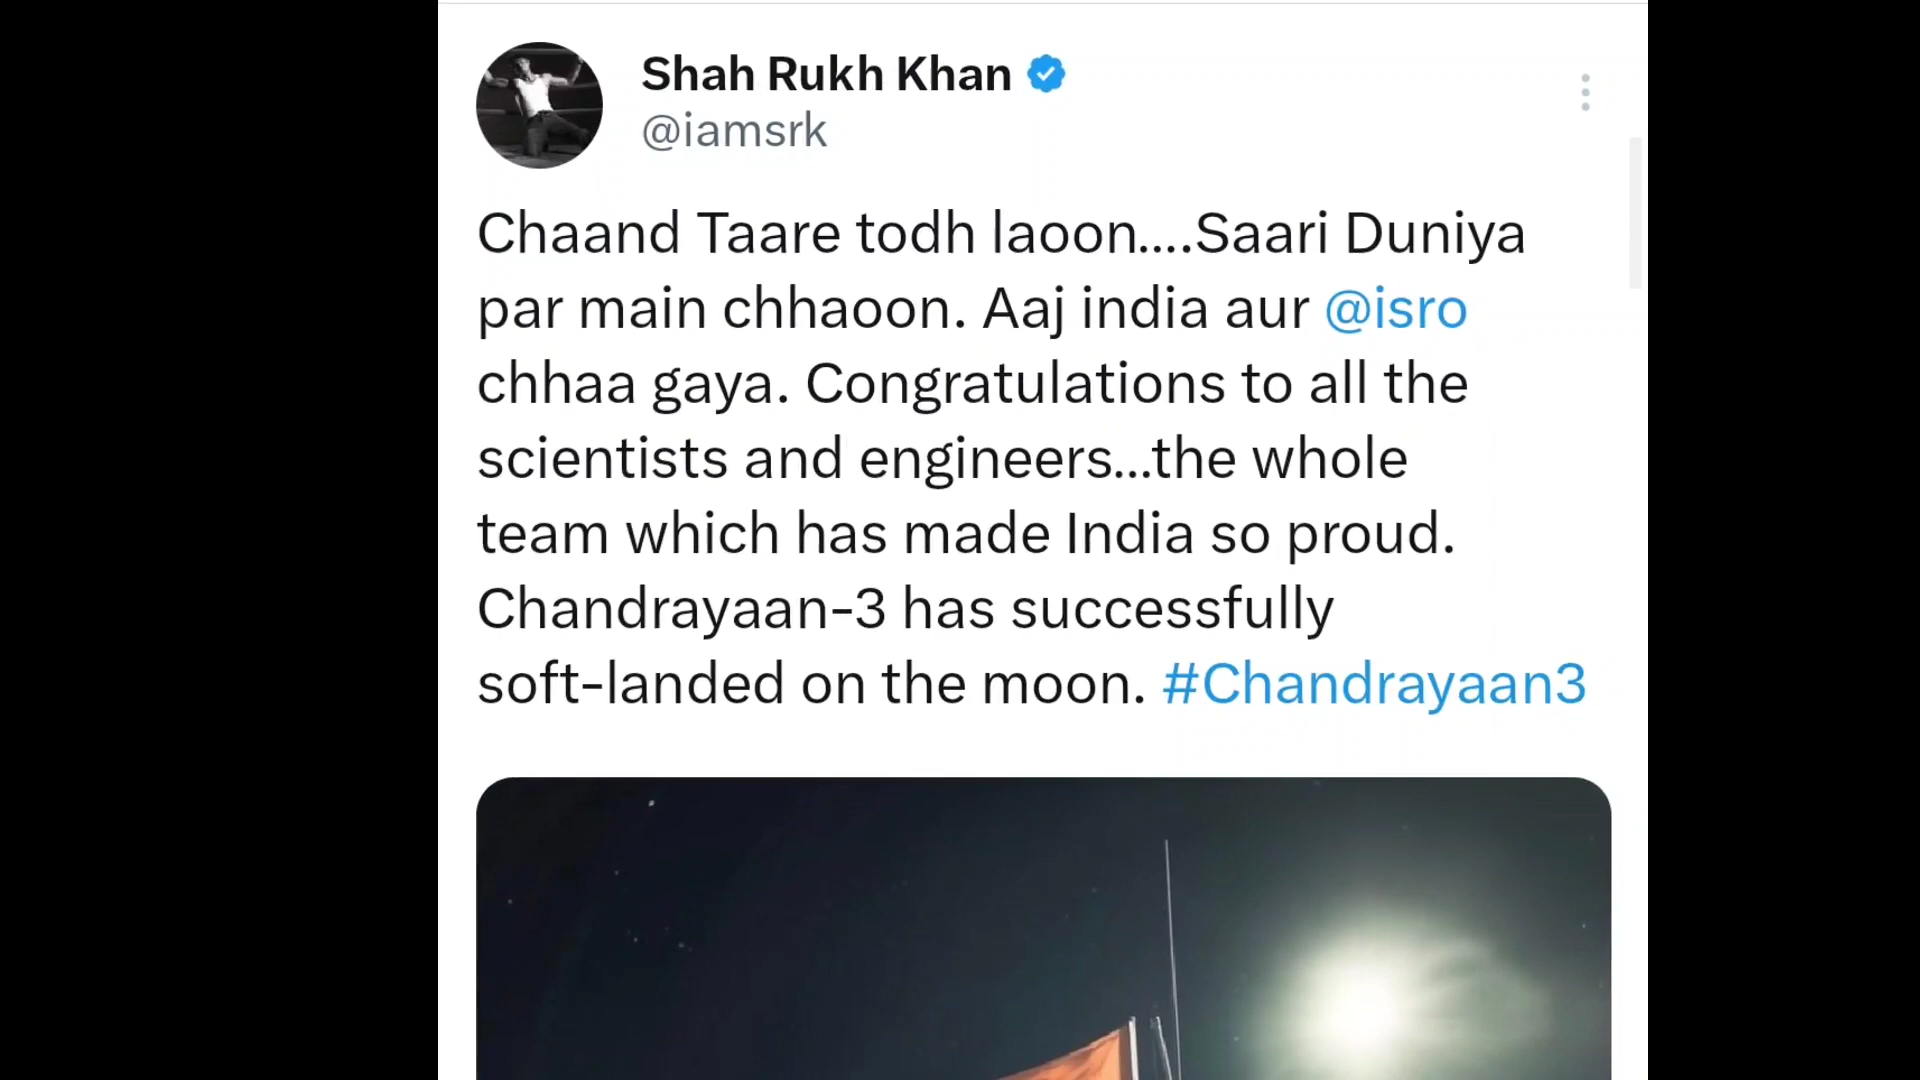 Shah Rukh Khan
@iamsrk
Chaand Taare todh laoon....Saari Duniya
par main chhaoon. Aaj india aur @isro
chhaa gaya. Congratulations to all the
scientists and engineers...the whole
team which has made India so proud.
Chandrayaan-3 has successfully
soft-landed on the moon. #Chandrayaan3